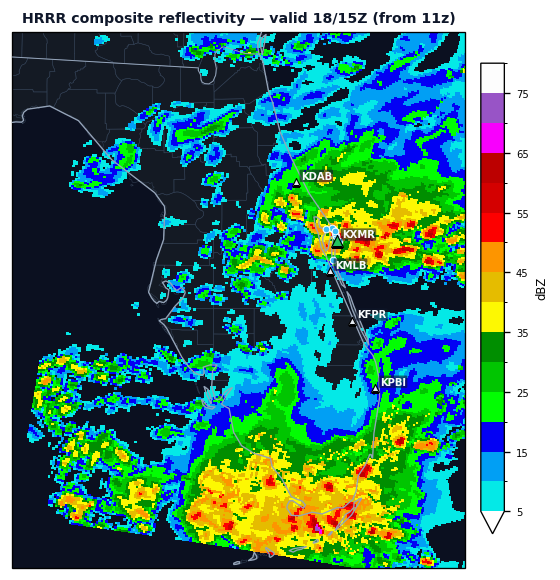 HRRR composite reflectivity — valid 18/15Z (from 11z)
KDAB
KXMR
KMLB
KFPR
KPBI
75
65
55
45
35
25
15
5
dBZ